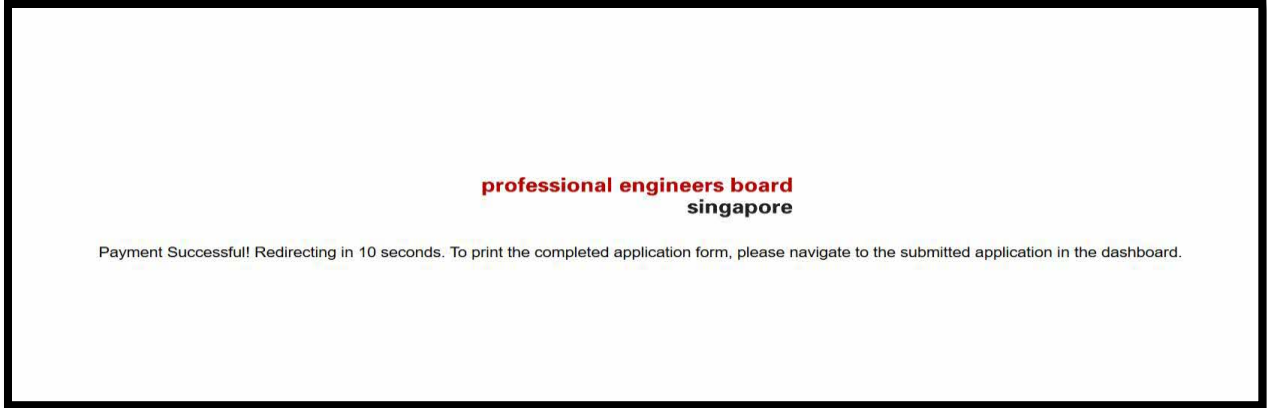 professional engineers board
singapore
Payment Successful! Redirecting in 10 seconds. To print the completed application form, please navigate to the submitted application in the dashboard.